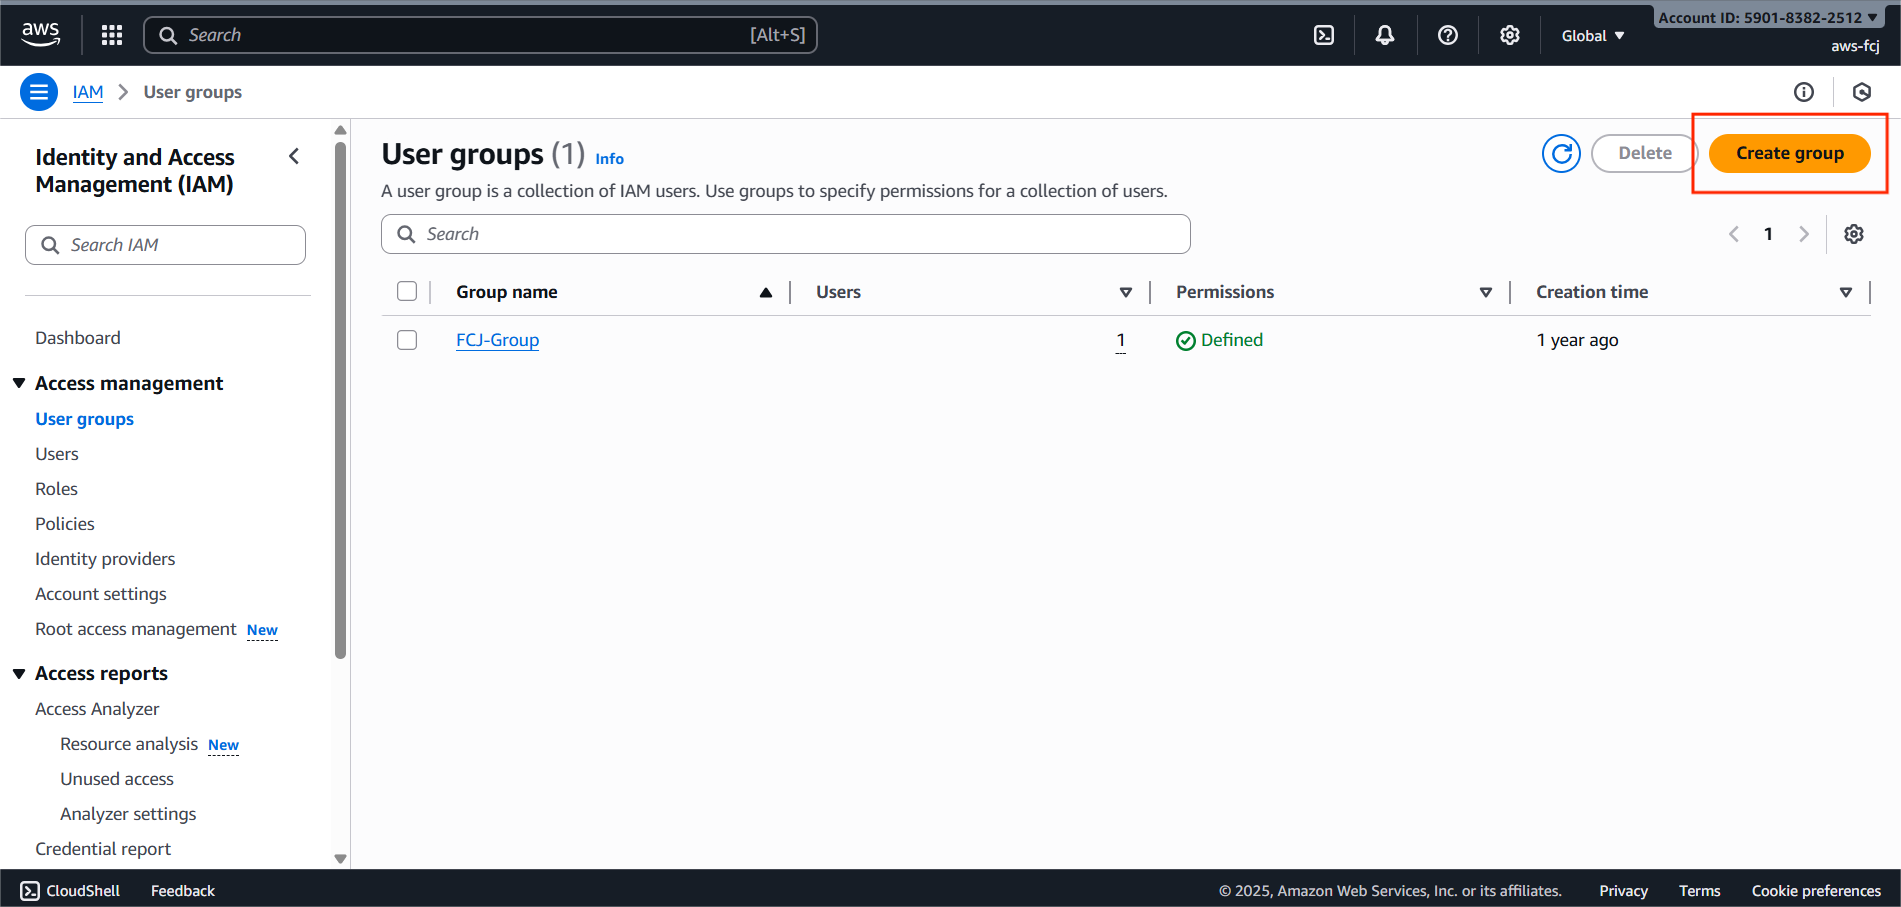 aws
Search [Alt+S]
Global
Account ID: 5901-8382-2512
aws-fcj
IAM > User groups
Identity and Access
Management (IAM)
Search IAM
Dashboard
Access management
User groups
Users
Roles
Policies
Identity providers
Account settings
Root access management New
Access reports
Access Analyzer
Resource analysis New
Unused access
Analyzer settings
Credential report
User groups (1) Info
Delete
Create group
A user group is a collection of IAM users. Use groups to specify permissions for a collection of users.
Search
1
Group name Users Permissions Creation time
FCJ-Group 1 Defined 1 year ago
CloudShell Feedback © 2025, Amazon Web Services, Inc. or its affiliates. Privacy Terms Cookie preferences